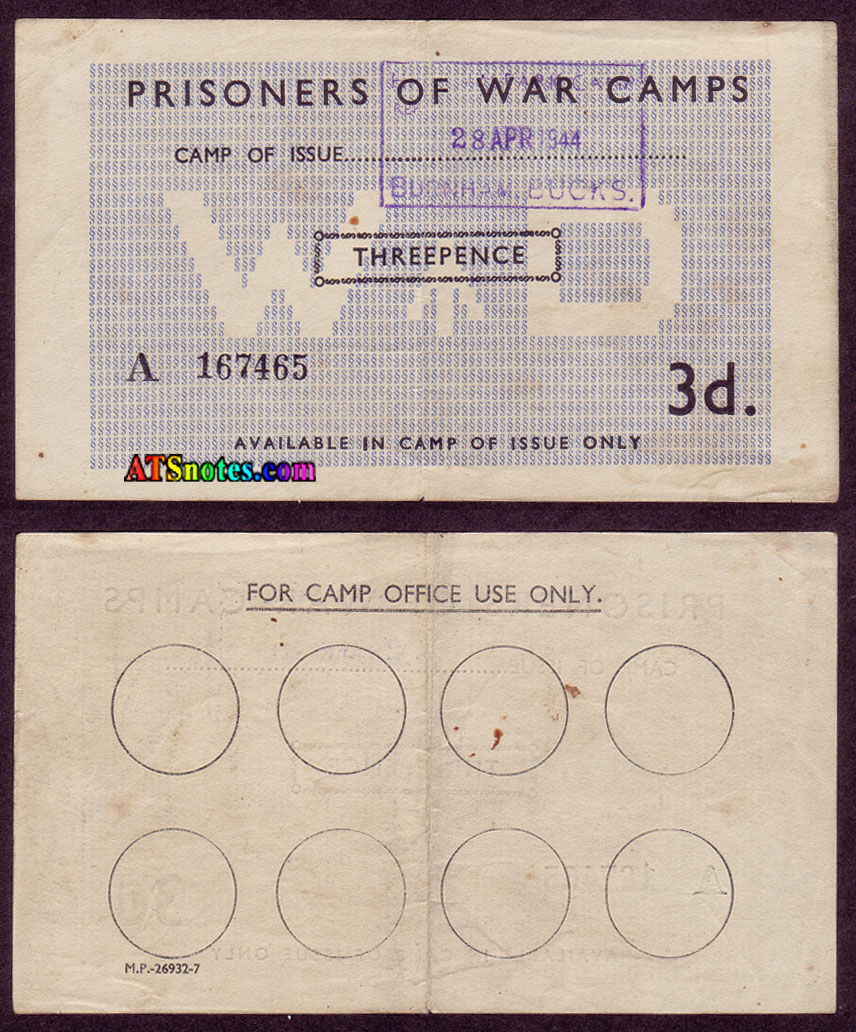 PRISONERS OF WAR CAMPS
28 APR 1944
CAMP OF ISSUE................................................
BURNHAM, BUCKS.
THREEPENCE
W D
A 167465
3d.
AVAILABLE IN CAMP OF ISSUE ONLY
ATSnotes.com
FOR CAMP OFFICE USE ONLY.
M.P.-26932-7